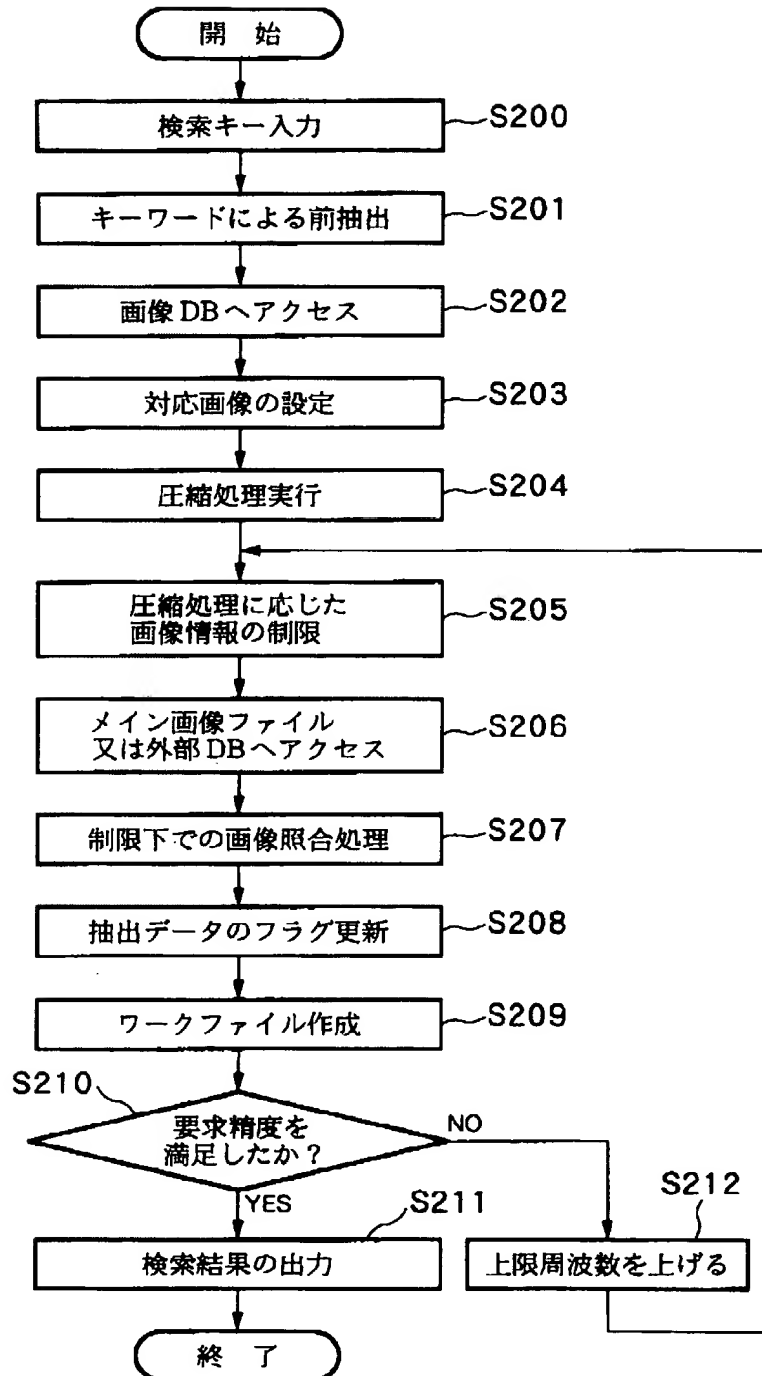 開 始
検索キー入力
S200
キーワードによる前抽出
S201
画像DBへアクセス
S202
対応画像の設定
S203
圧縮処理実行
S204
圧縮処理に応じた
画像情報の制限
S205
メイン画像ファイル
又は外部DBへアクセス
S206
制限下での画像照合処理
S207
抽出データのフラグ更新
S208
ワークファイル作成
S209
S210
要求精度を
満足したか？
NO
YES
S211
検索結果の出力
S212
上限周波数を上げる
終 了